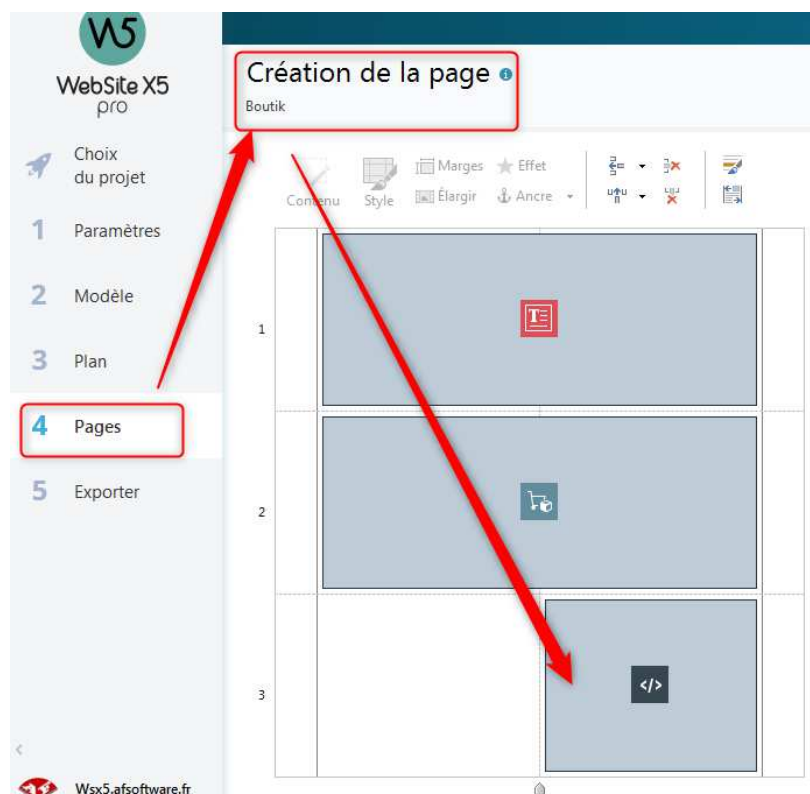 W5
WebSite X5
pro
Choix
du projet
1 Paramètres
2 Modèle
3 Plan
4 Pages
5 Exporter
Wsx5.afsoftware.fr
Création de la page
Boutik
Contenu Style Marges Effet
Élargir Ancre
1
T
2
3
</>